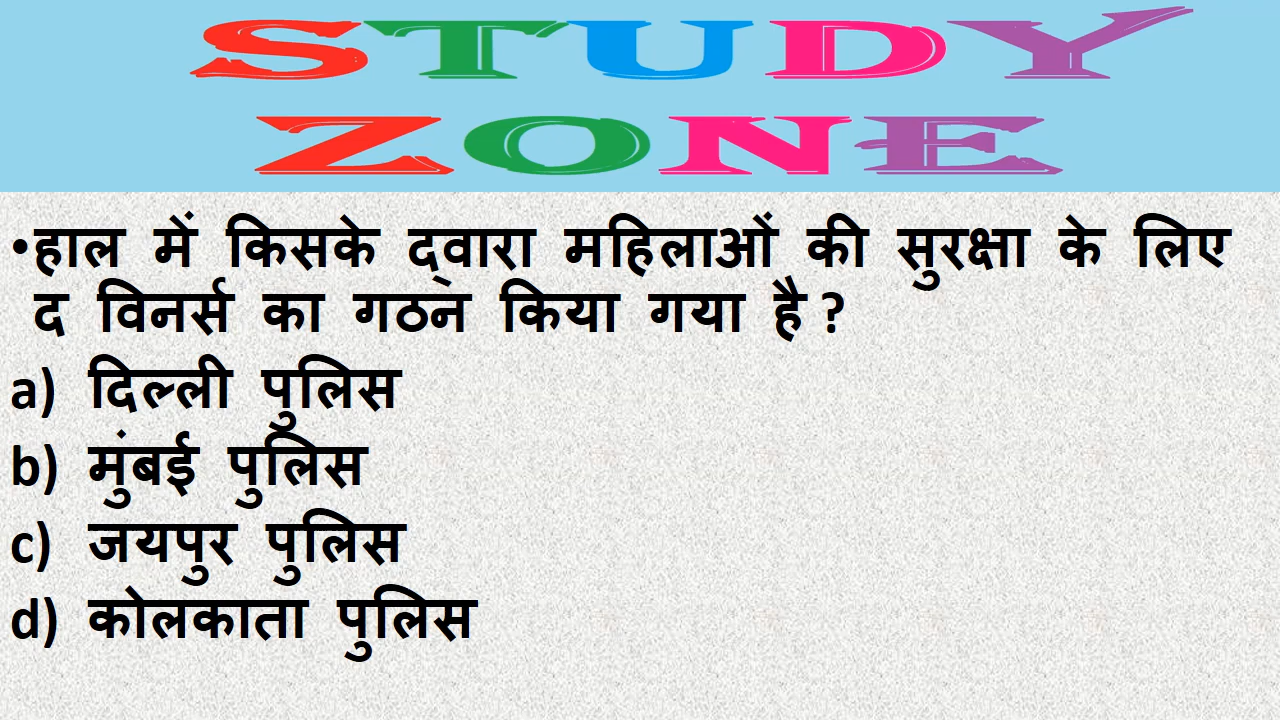 STUDY
ZONE
•हाल में किसके द्वारा महिलाओं की सुरक्षा के लिए
द विनर्स का गठन किया गया है ?
a) दिल्ली पुलिस
b) मुंबई पुलिस
c) जयपुर पुलिस
d) कोलकाता पुलिस